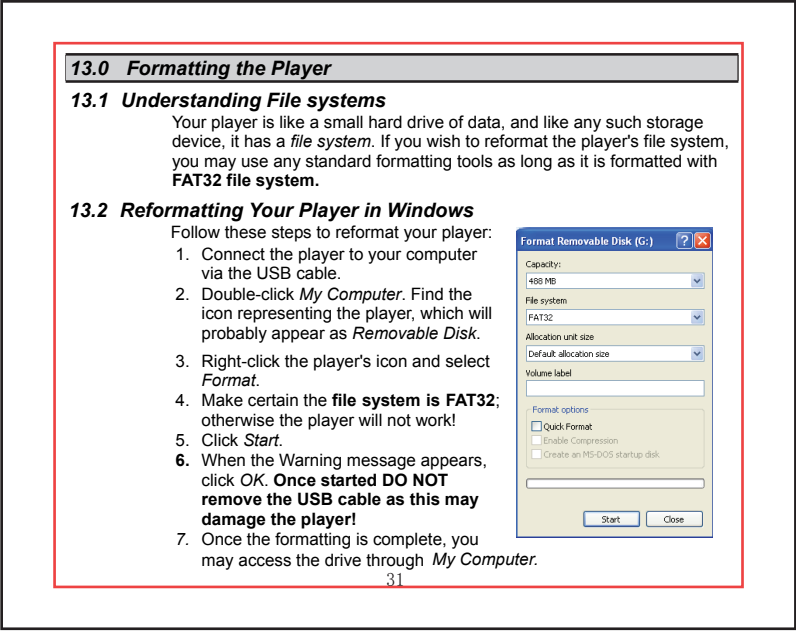 13.0 Formatting the Player
13.1 Understanding File systems
Your player is like a small hard drive of data, and like any such storage
device, it has a file system. If you wish to reformat the player's file system,
you may use any standard formatting tools as long as it is formatted with
FAT32 file system.
13.2 Reformatting Your Player in Windows
Follow these steps to reformat your player:
1. Connect the player to your computer
via the USB cable.
2. Double-click My Computer. Find the
icon representing the player, which will
probably appear as Removable Disk.
3. Right-click the player's icon and select
Format.
4. Make certain the file system is FAT32;
otherwise the player will not work!
5. Click Start.
6. When the Warning message appears,
click OK. Once started DO NOT
remove the USB cable as this may
damage the player!
7. Once the formatting is complete, you
may access the drive through My Computer.
Format Removable Disk (G:)
?
X
Capacity:
488 MB
File system
FAT32
Allocation unit size
Default allocation size
Volume label
Format options
Quick Format
Enable Compression
Create an MS-DOS startup disk
Start
Close
31